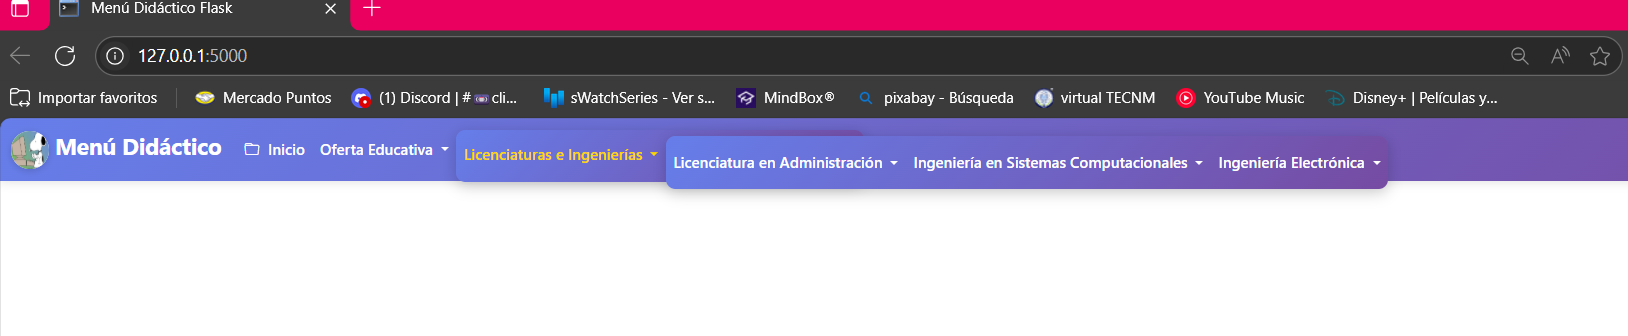 Menú Didáctico Flask
127.0.0.1:5000
Importar favoritos Mercado Puntos (1) Discord | # cli... sWatchSeries - Ver s... MindBox® pixabay - Búsqueda virtual TECNM YouTube Music Disney+ | Películas y...
Menú Didáctico Inicio Oferta Educativa Licenciaturas e Ingenierías Licenciatura en Administración Ingeniería en Sistemas Computacionales Ingeniería Electrónica